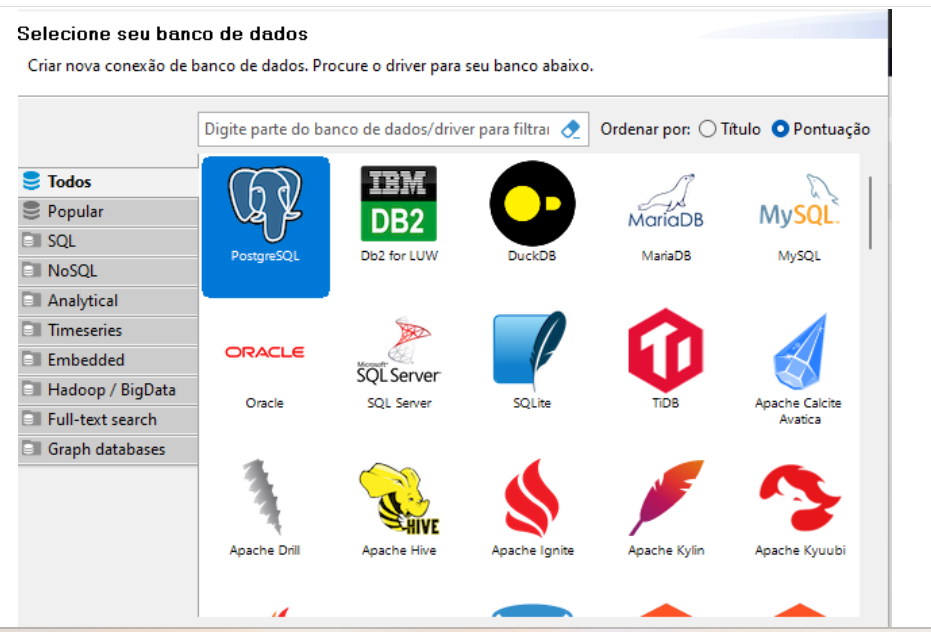 Selecione seu banco de dados
Criar nova conexão de banco de dados. Procure o driver para seu banco abaixo.
Digite parte do banco de dados/driver para filtrar
Ordenar por: Título Pontuação
Todos
Popular
SQL
NoSQL
Analytical
Timeseries
Embedded
Hadoop / BigData
Full-text search
Graph databases
IBM
DB2
MariaDB
MySQL
PostgreSQL
Db2 for LUW
DuckDB
MariaDB
MySQL
ORACLE
Microsoft
SQL Server
Oracle
SQL Server
SQLite
TiDB
Apache Calcite
Avatica
HIVE
Apache Drill
Apache Hive
Apache Ignite
Apache Kylin
Apache Kyuubi